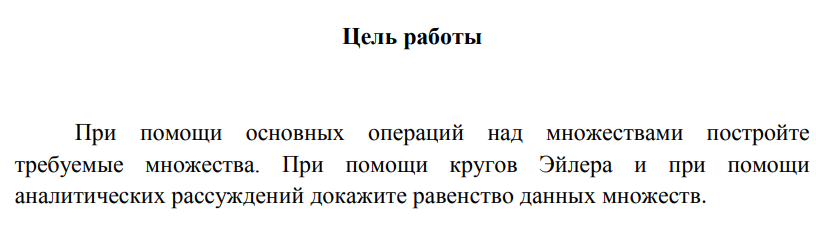 Цель работы
При помощи основных операций над множествами постройте
требуемые множества. При помощи кругов Эйлера и при помощи
аналитических рассуждений докажите равенство данных множеств.